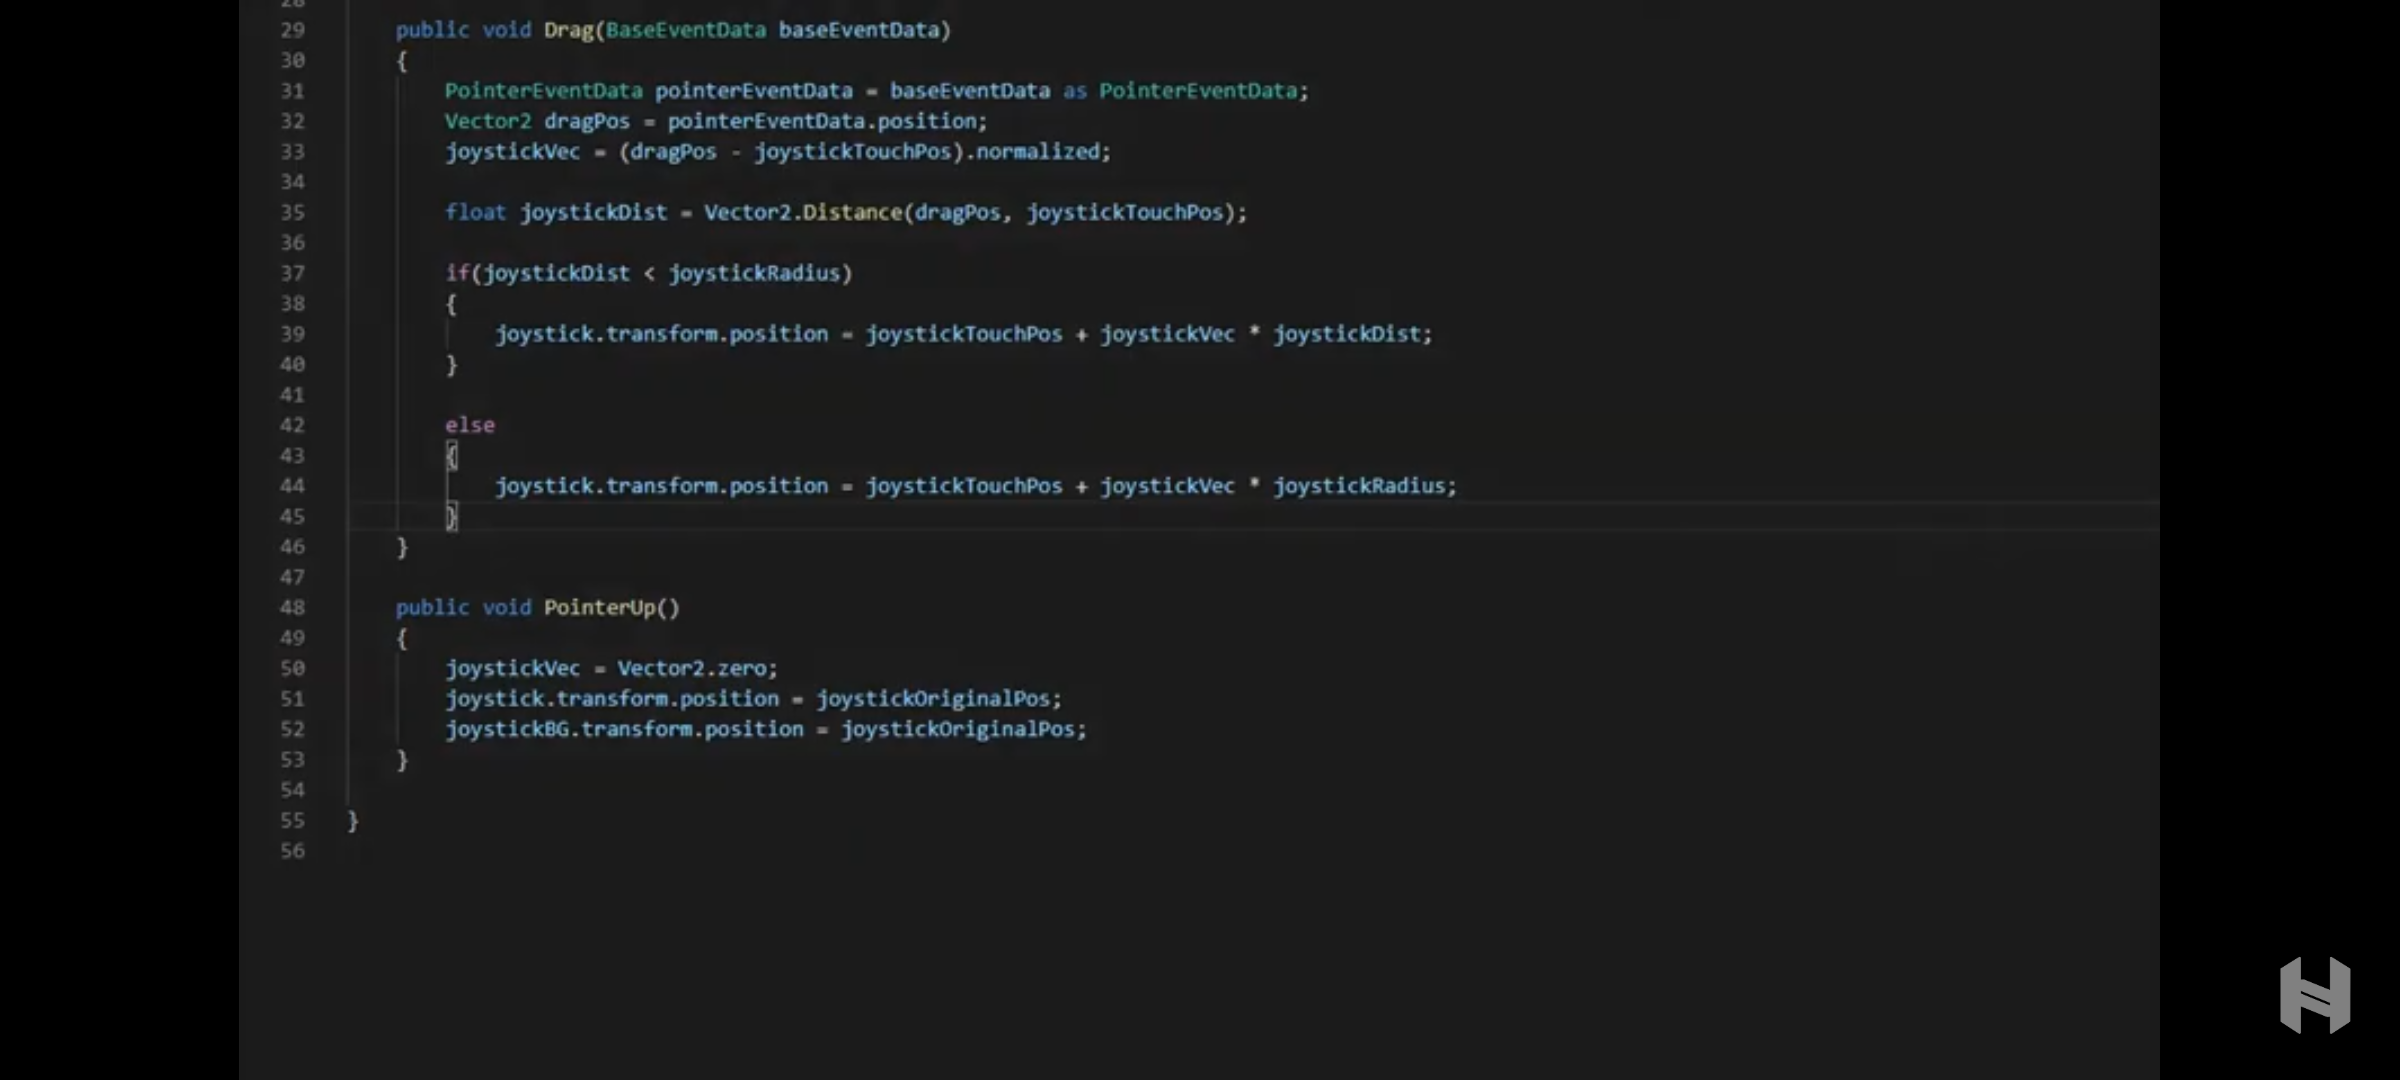 28
29 public void Drag(BaseEventData baseEventData)
30 {
31 PointerEventData pointerEventData = baseEventData as PointerEventData;
32 Vector2 dragPos = pointerEventData.position;
33 joystickVec = (dragPos - joystickTouchPos).normalized;
34
35 float joystickDist = Vector2.Distance(dragPos, joystickTouchPos);
36
37 if(joystickDist < joystickRadius)
38 {
39 joystick.transform.position = joystickTouchPos + joystickVec * joystickDist;
40 }
41
42 else
43 {
44 joystick.transform.position = joystickTouchPos + joystickVec * joystickRadius;
45 }
46 }
47
48 public void PointerUp()
49 {
50 joystickVec = Vector2.zero;
51 joystick.transform.position = joystickOriginalPos;
52 joystickBG.transform.position = joystickOriginalPos;
53 }
54
55 }
56